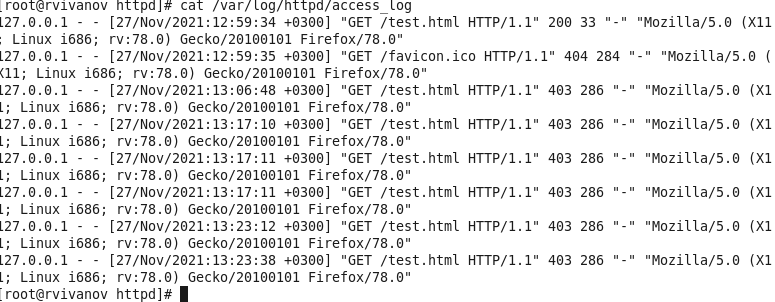 [root@rvivanov httpd]# cat /var/log/httpd/access_log
127.0.0.1 - - [27/Nov/2021:12:59:34 +0300] "GET /test.html HTTP/1.1" 200 33 "-" "Mozilla/5.0 (X11
; Linux i686; rv:78.0) Gecko/20100101 Firefox/78.0"
127.0.0.1 - - [27/Nov/2021:12:59:35 +0300] "GET /favicon.ico HTTP/1.1" 404 284 "-" "Mozilla/5.0 (
X11; Linux i686; rv:78.0) Gecko/20100101 Firefox/78.0"
127.0.0.1 - - [27/Nov/2021:13:06:48 +0300] "GET /test.html HTTP/1.1" 403 286 "-" "Mozilla/5.0 (X1
1; Linux i686; rv:78.0) Gecko/20100101 Firefox/78.0"
127.0.0.1 - - [27/Nov/2021:13:17:10 +0300] "GET /test.html HTTP/1.1" 403 286 "-" "Mozilla/5.0 (X1
1; Linux i686; rv:78.0) Gecko/20100101 Firefox/78.0"
127.0.0.1 - - [27/Nov/2021:13:17:11 +0300] "GET /test.html HTTP/1.1" 403 286 "-" "Mozilla/5.0 (X1
1; Linux i686; rv:78.0) Gecko/20100101 Firefox/78.0"
127.0.0.1 - - [27/Nov/2021:13:17:11 +0300] "GET /test.html HTTP/1.1" 403 286 "-" "Mozilla/5.0 (X1
1; Linux i686; rv:78.0) Gecko/20100101 Firefox/78.0"
127.0.0.1 - - [27/Nov/2021:13:23:12 +0300] "GET /test.html HTTP/1.1" 403 286 "-" "Mozilla/5.0 (X1
1; Linux i686; rv:78.0) Gecko/20100101 Firefox/78.0"
127.0.0.1 - - [27/Nov/2021:13:23:38 +0300] "GET /test.html HTTP/1.1" 403 286 "-" "Mozilla/5.0 (X1
1; Linux i686; rv:78.0) Gecko/20100101 Firefox/78.0"
[root@rvivanov httpd]#